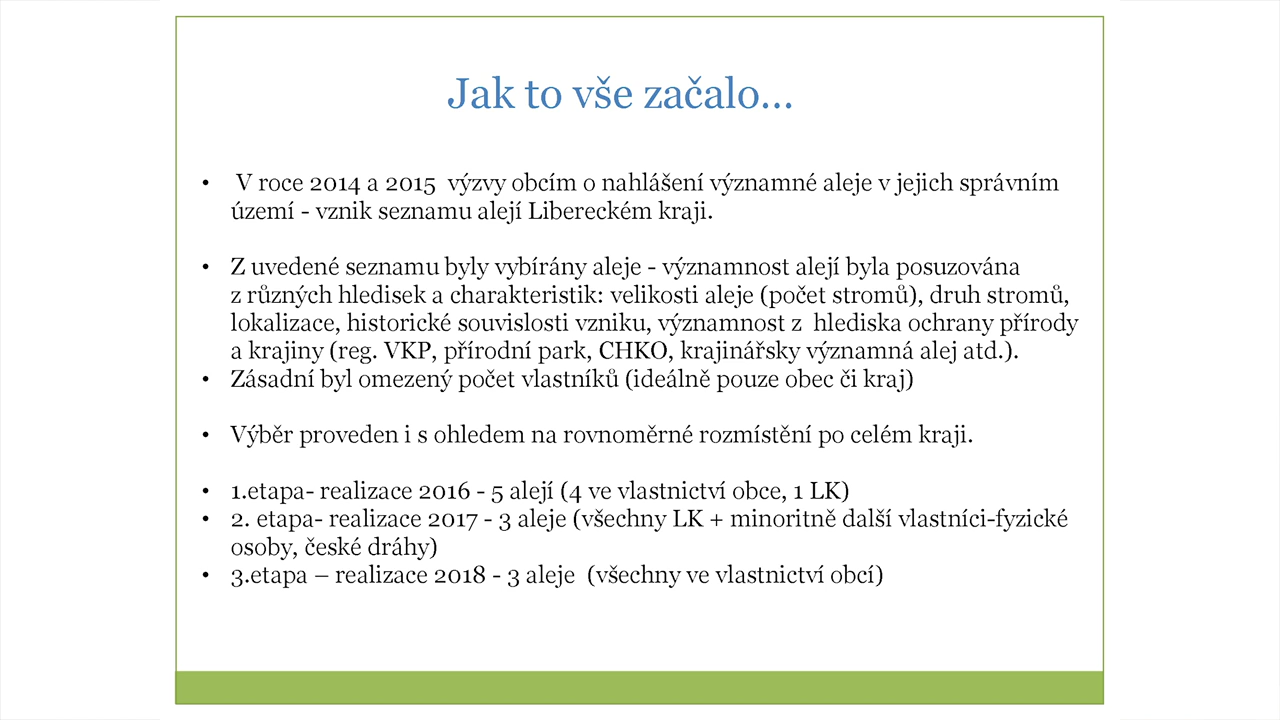 Jak to vše začalo...
• V roce 2014 a 2015 výzvy obcím o nahlášení významné aleje v jejich správním
území - vznik seznamu alejí Libereckém kraji.
• Z uvedené seznamu byly vybírány aleje - významnost alejí byla posuzována
z různých hledisek a charakteristik: velikosti aleje (počet stromů), druh stromů,
lokalizace, historické souvislosti vzniku, významnost z hlediska ochrany přírody
a krajiny (reg. VKP, přírodní park, CHKO, krajinářsky významná alej atd.).
• Zásadní byl omezený počet vlastníků (ideálně pouze obec či kraj)
• Výběr proveden i s ohledem na rovnoměrné rozmístění po celém kraji.
• 1.etapa- realizace 2016 - 5 alejí (4 ve vlastnictví obce, 1 LK)
• 2. etapa- realizace 2017 - 3 aleje (všechny LK + minoritně další vlastníci-fyzické
osoby, české dráhy)
• 3.etapa – realizace 2018 - 3 aleje (všechny ve vlastnictví obcí)